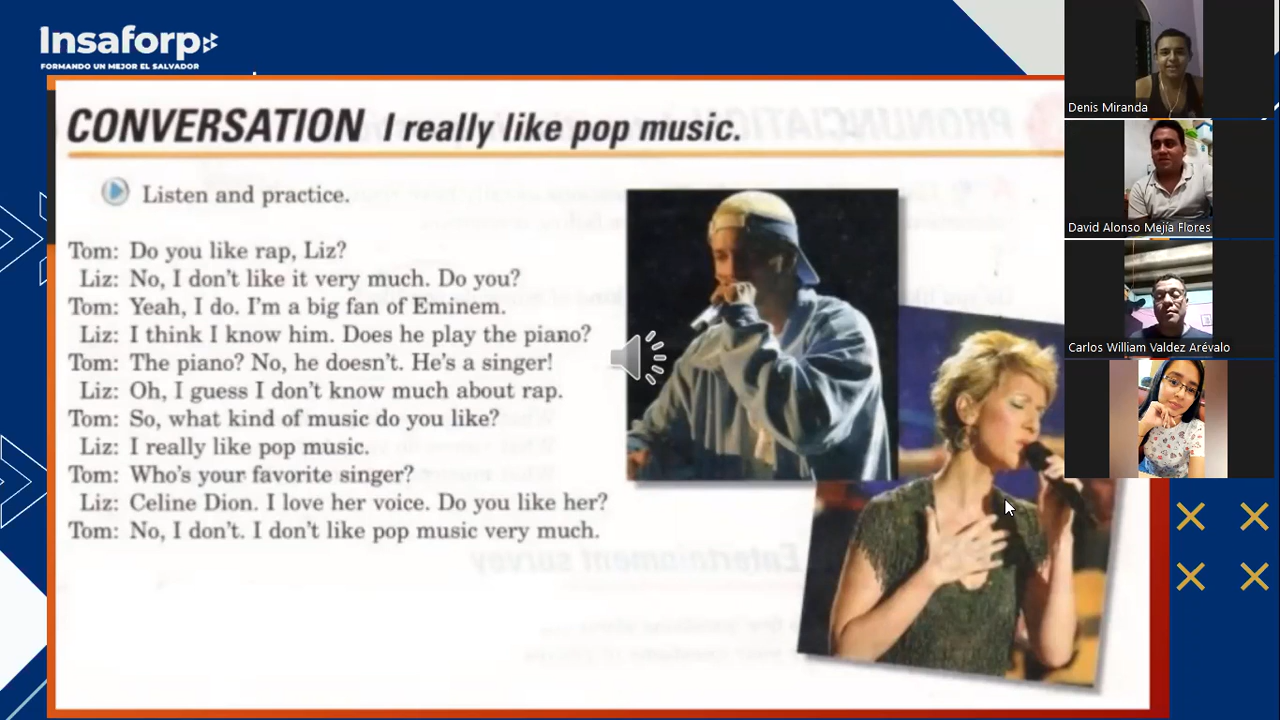 Insaforp
FORMANDO UN MEJOR EL SALVADOR
CONVERSATION I really like pop music.
Listen and practice.
Tom: Do you like rap, Liz?
Liz: No, I don't like it very much. Do you?
Tom: Yeah, I do. I'm a big fan of Eminem.
Liz: I think I know him. Does he play the piano?
Tom: The piano? No, he doesn't. He's a singer!
Liz: Oh, I guess I don't know much about rap.
Tom: So, what kind of music do you like?
Liz: I really like pop music.
Tom: Who's your favorite singer?
Liz: Celine Dion. I love her voice. Do you like her?
Tom: No, I don't. I don't like pop music very much.
Denis Miranda
David Alonso Mejía Flores
Carlos William Valdez Arévalo
PRONUNCIATION
Entertainment survey